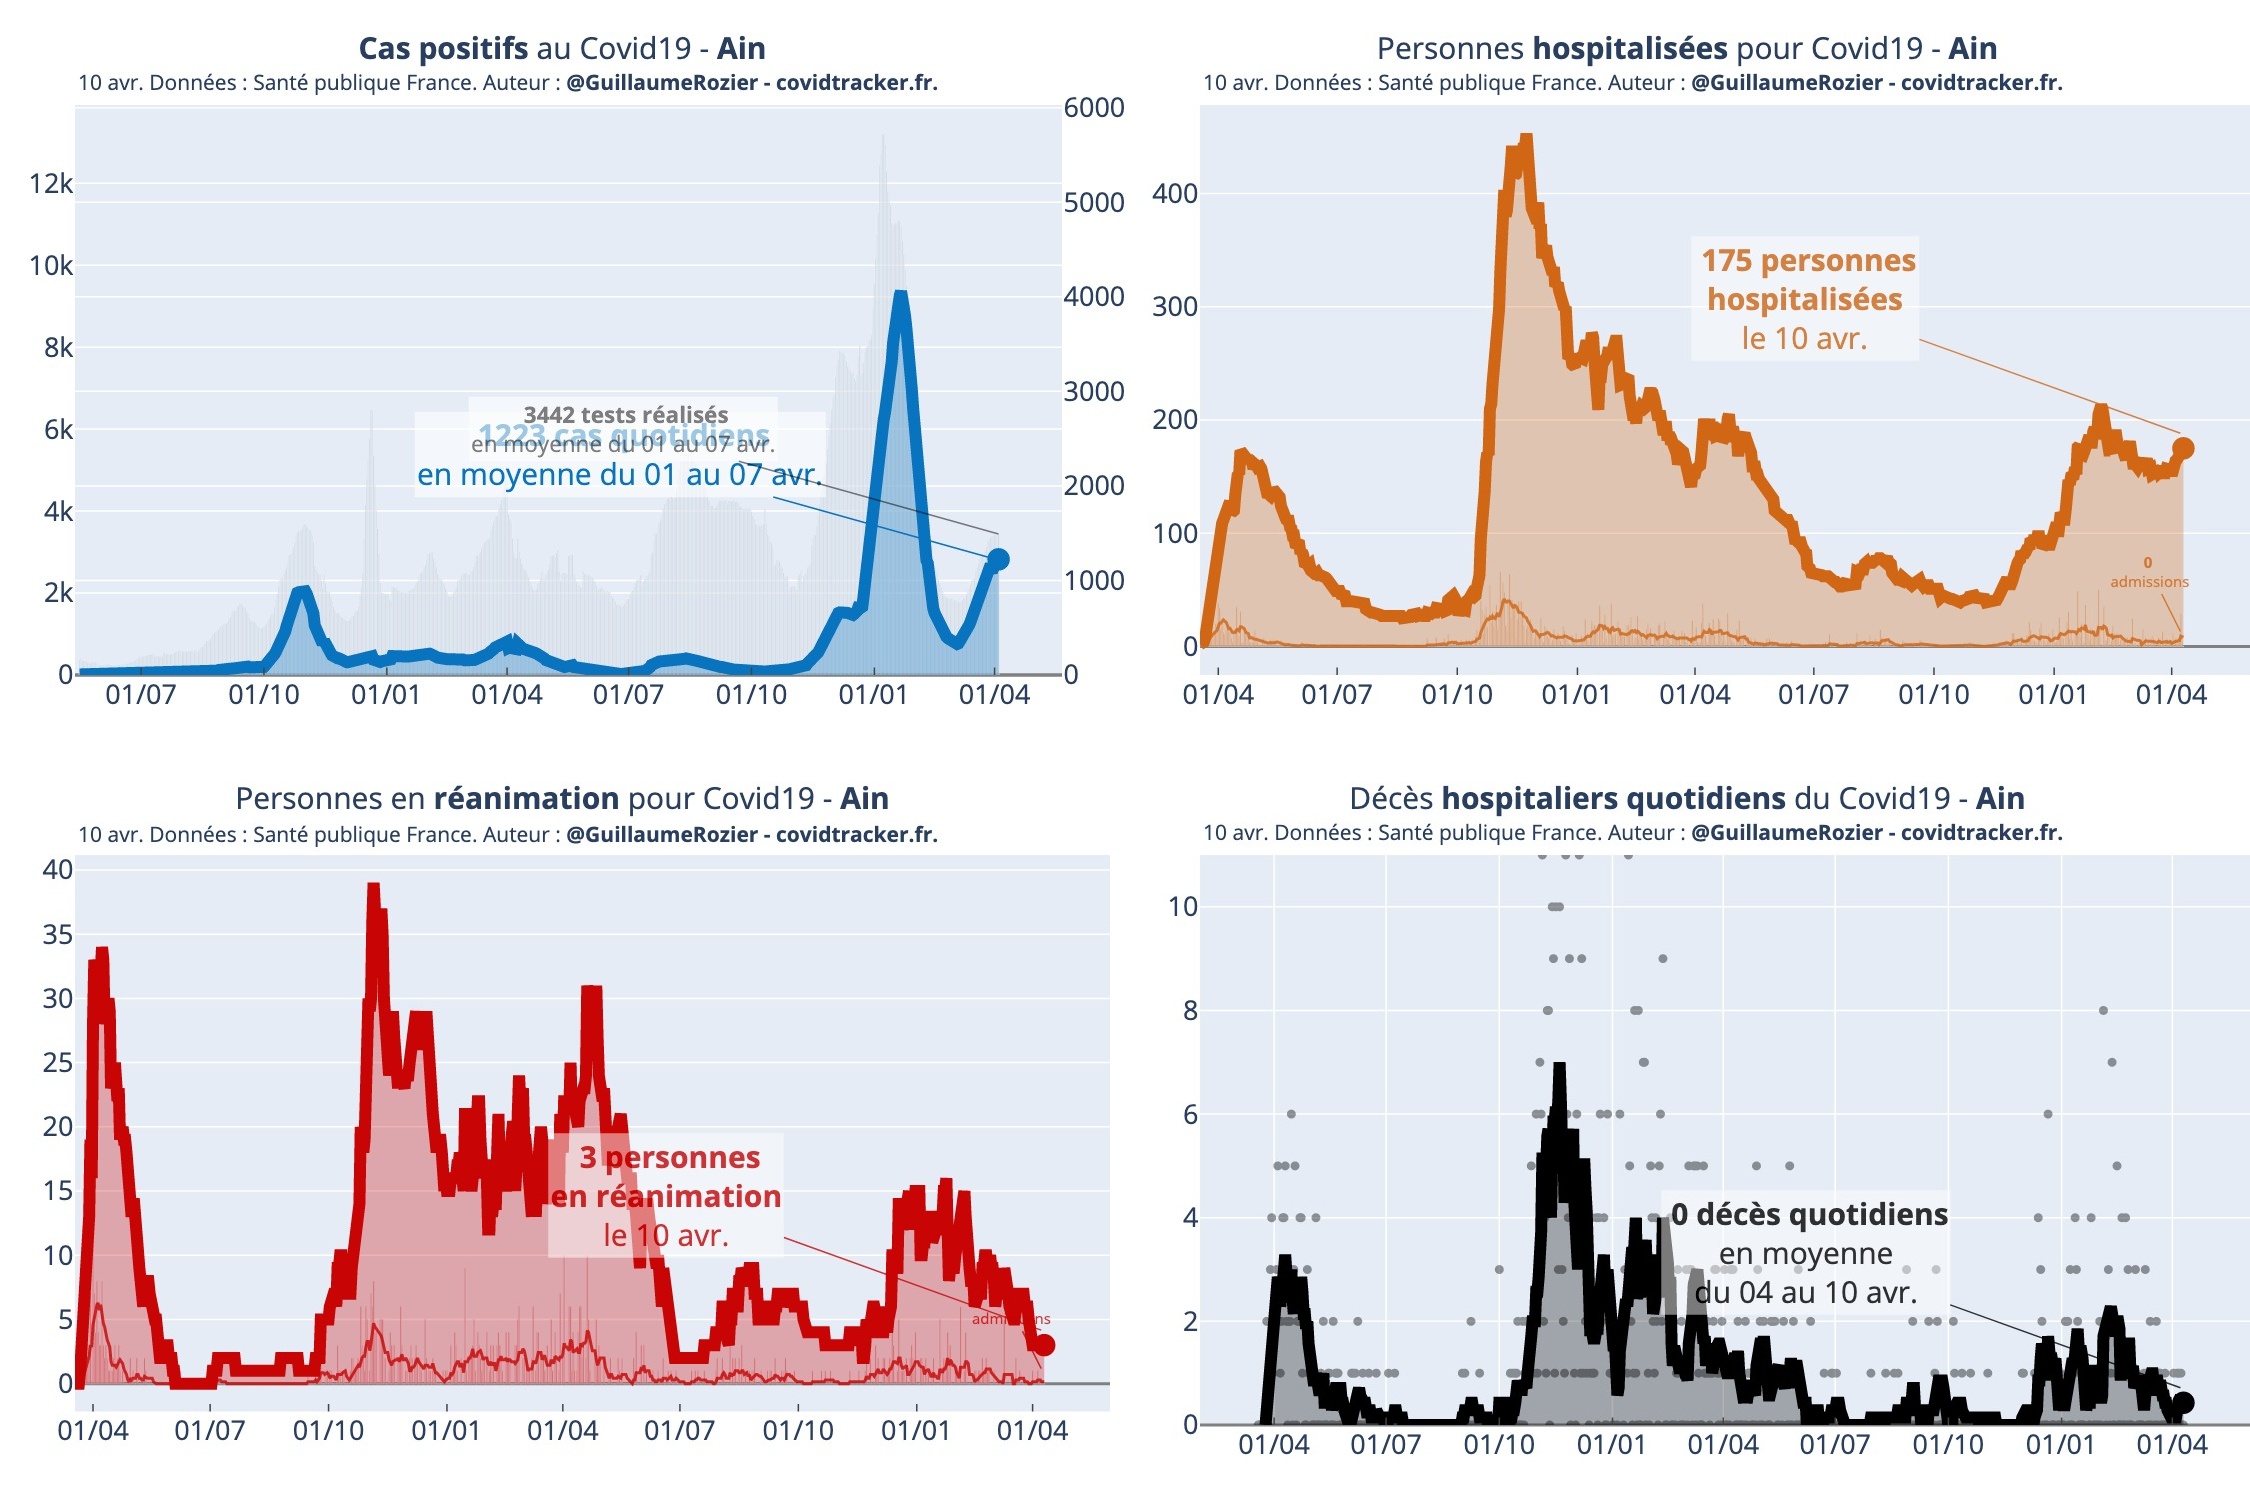 Cas positifs au Covid19 - Ain
10 avr. Données : Santé publique France. Auteur : @GuillaumeRozier - covidtracker.fr.
6000
12k
5000
10k
4000
8k
3000
6k
2000
4k
1000
2k
0
0
3442 tests réalisés
en moyenne du 01 au 07 avr.
1223 cas quotidiens
en moyenne du 01 au 07 avr.
01/07 01/10 01/01 01/04 01/07 01/10 01/01 01/04
Personnes hospitalisées pour Covid19 - Ain
10 avr. Données : Santé publique France. Auteur : @GuillaumeRozier - covidtracker.fr.
400
300
200
100
0
175 personnes
hospitalisées
le 10 avr.
0
admissions
01/04 01/07 01/10 01/01 01/04 01/07 01/10 01/01 01/04
Personnes en réanimation pour Covid19 - Ain
10 avr. Données : Santé publique France. Auteur : @GuillaumeRozier - covidtracker.fr.
40
35
30
25
20
15
10
5
0
3 personnes
en réanimation
le 10 avr.
admissions
01/04 01/07 01/10 01/01 01/04 01/07 01/10 01/01 01/04
Décès hospitaliers quotidiens du Covid19 - Ain
10 avr. Données : Santé publique France. Auteur : @GuillaumeRozier - covidtracker.fr.
10
8
6
4
2
0
0 décès quotidiens
en moyenne
du 04 au 10 avr.
01/04 01/07 01/10 01/01 01/04 01/07 01/10 01/01 01/04